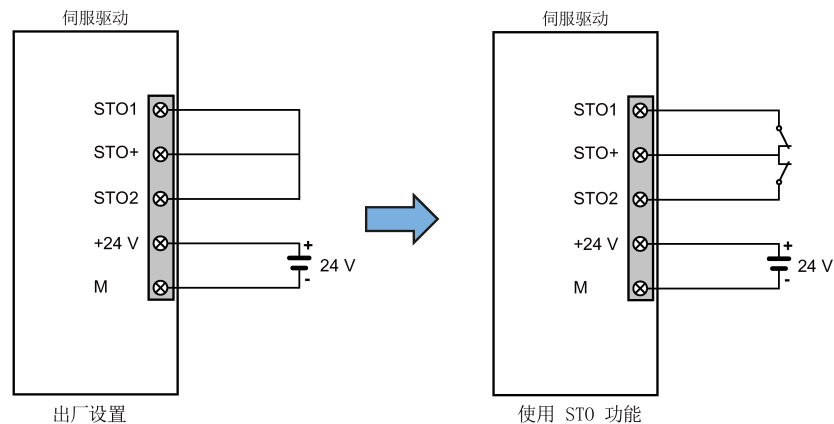 伺服驱动
STO1
STO+
STO2
+24 V
M
+
24 V
-
出厂设置
伺服驱动
STO1
STO+
STO2
+24 V
M
+
24 V
-
使用 STO 功能